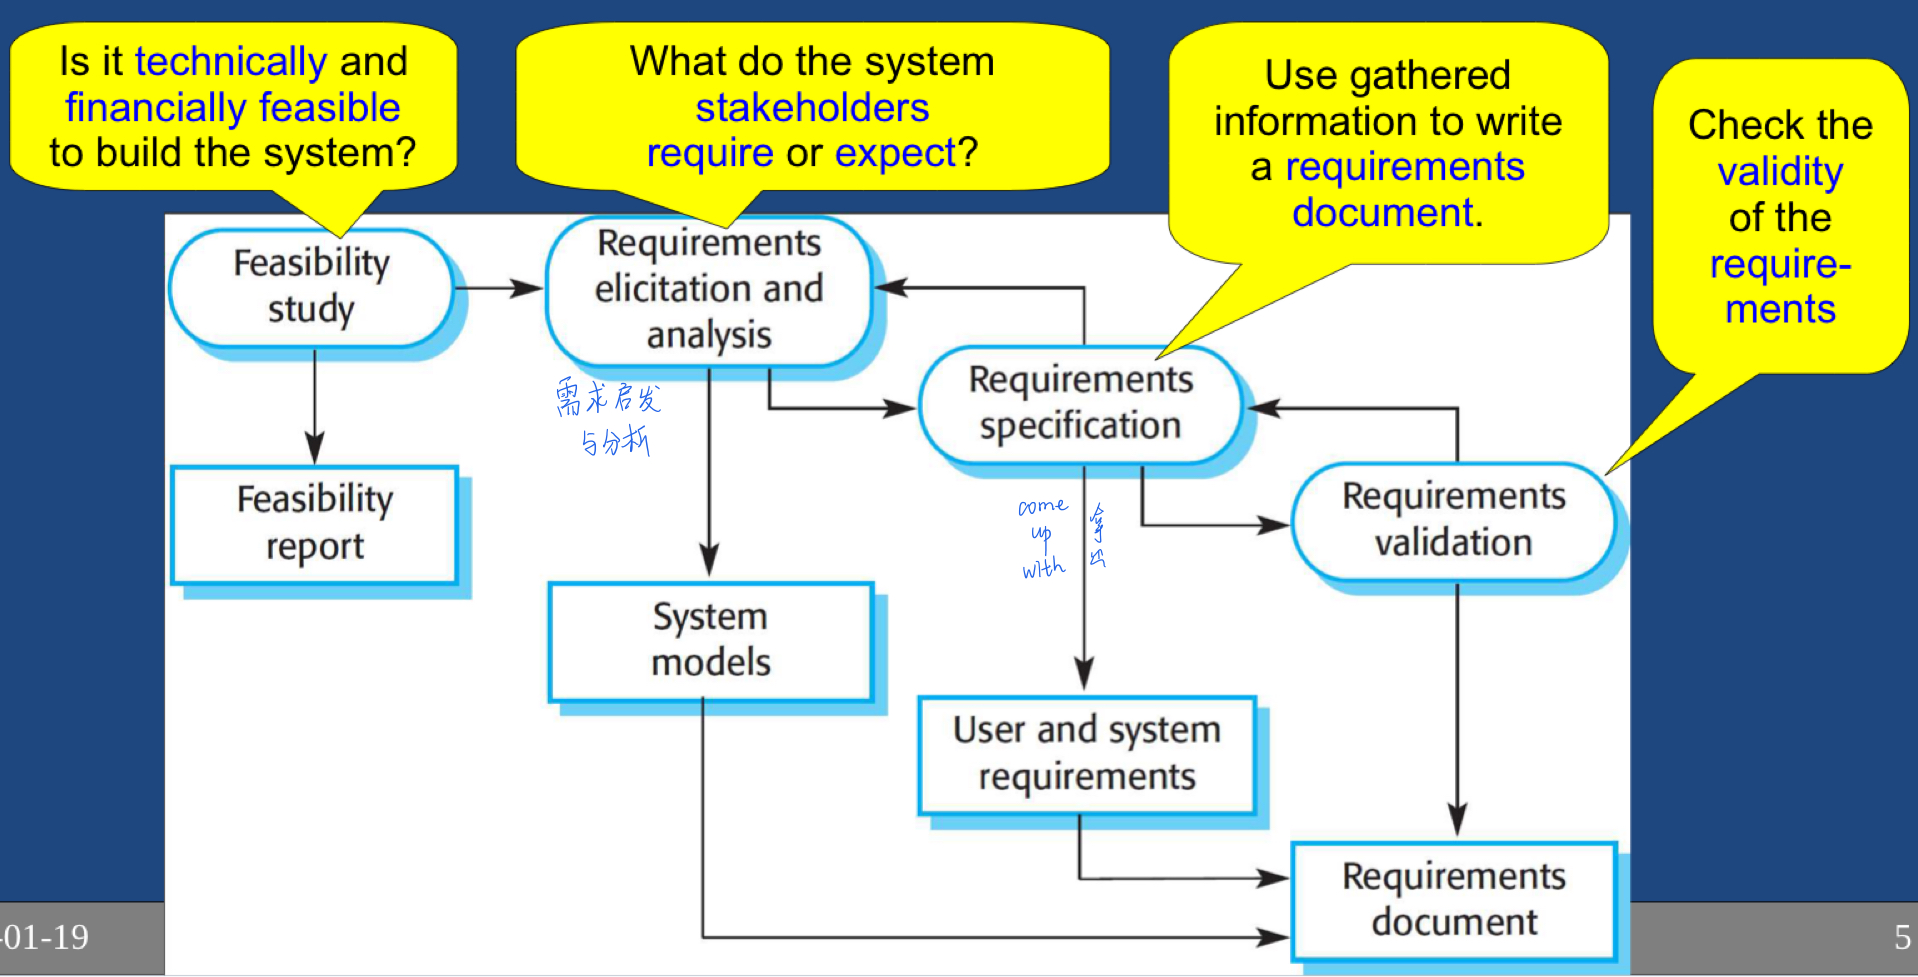 Is it technically and
financially feasible
to build the system?
What do the system
stakeholders
require or expect?
Use gathered
information to write
a requirements
document.
Check the
validity
of the
require-
ments
Feasibility
study
Requirements
elicitation and
analysis
需求启发
与分析
Requirements
specification
come
up
with
拿
出
Requirements
validation
Feasibility
report
System
models
User and system
requirements
Requirements
document
-01-19
5